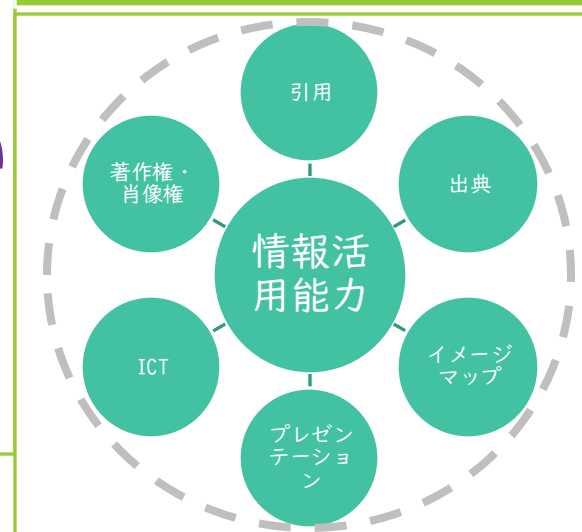 引用
著作権・
肖像権
出典
情報活
用能力
ICT
イメージ
マップ
プレゼン
テーショ
ン